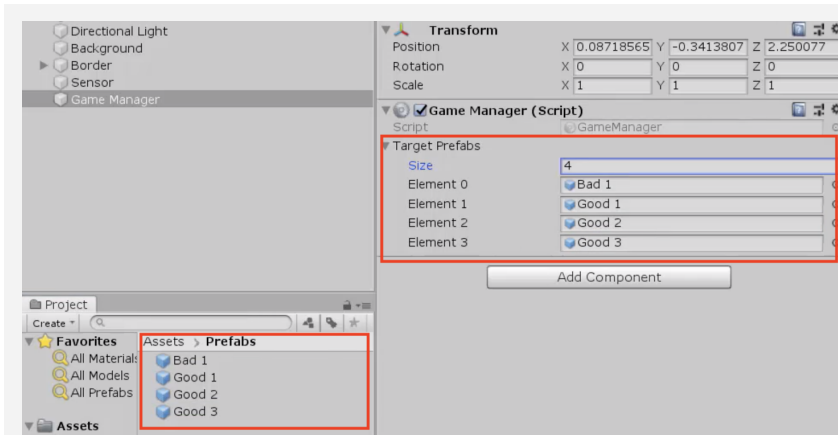 Directional Light
Background
Border
Sensor
Game Manager
Transform
Position X 0.08718565 Y -0.3413807 Z 2.250077
Rotation X 0 Y 0 Z 0
Scale X 1 Y 1 Z 1
Game Manager (Script)
Script GameManager
Target Prefabs
Size 4
Element 0 Bad 1
Element 1 Good 1
Element 2 Good 2
Element 3 Good 3
Add Component
Project
Create
Favorites
All Materials
All Models
All Prefabs
Assets
Assets > Prefabs
Bad 1
Good 1
Good 2
Good 3